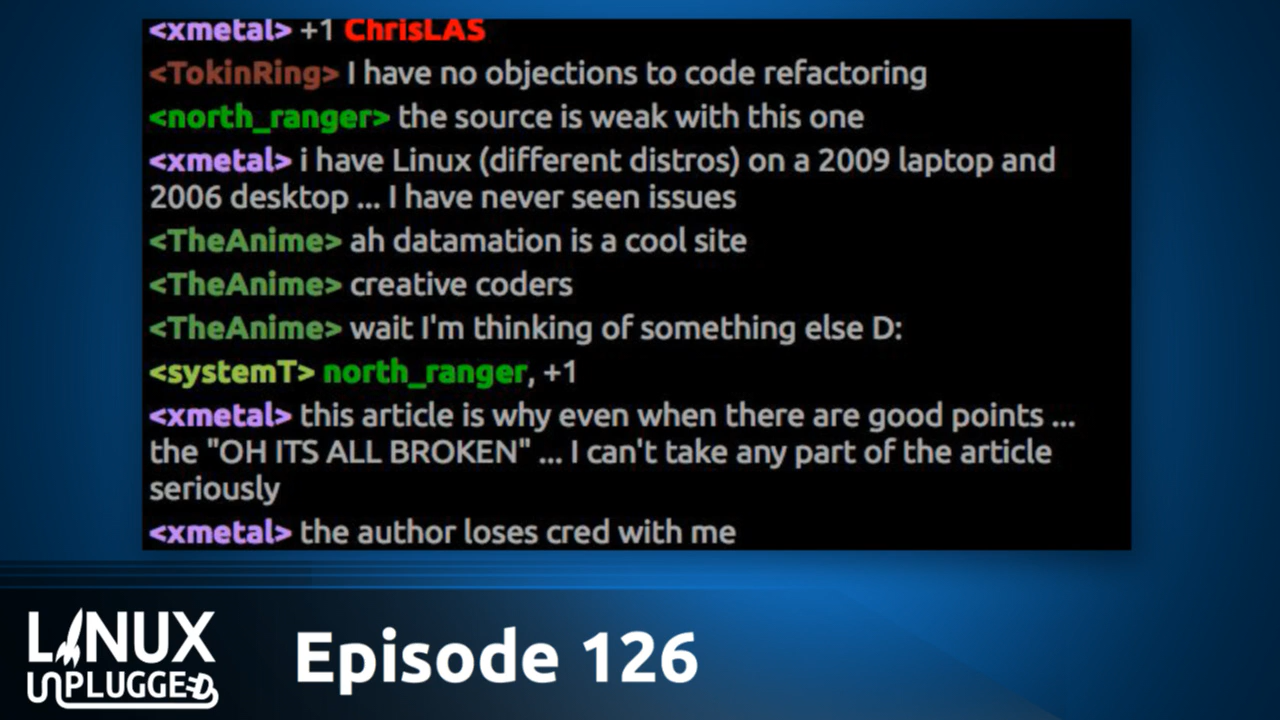 <xmetal> +1 ChrisLAS
<TokinRing> I have no objections to code refactoring
<north_ranger> the source is weak with this one
<xmetal> i have Linux (different distros) on a 2009 laptop and
2006 desktop ... I have never seen issues
<TheAnime> ah datamation is a cool site
<TheAnime> creative coders
<TheAnime> wait I'm thinking of something else D:
<systemT> north_ranger, +1
<xmetal> this article is why even when there are good points ...
the "OH ITS ALL BROKEN" ... I can't take any part of the article
seriously
<xmetal> the author loses cred with me
LINUX
UNPLUGGED
Episode 126